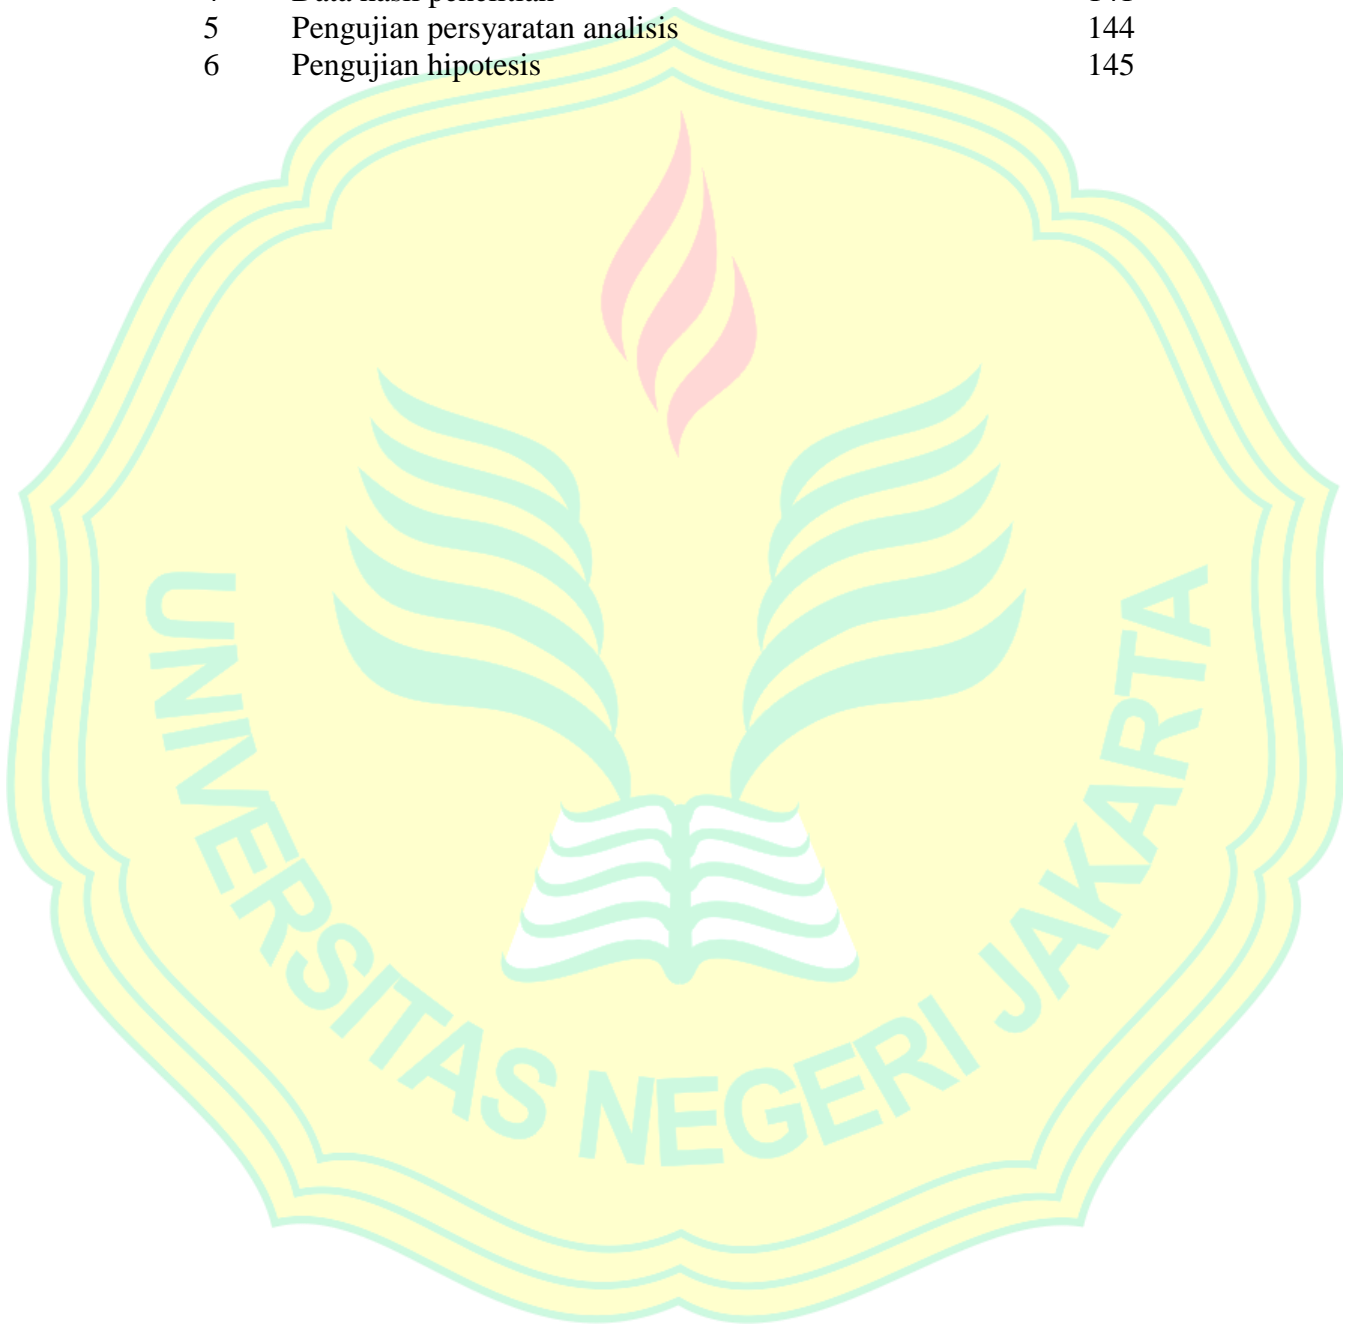 5 Pengujian persyaratan analisis 144
6 Pengujian hipotesis 145
UNIVERSITAS NEGERI JAKARTA